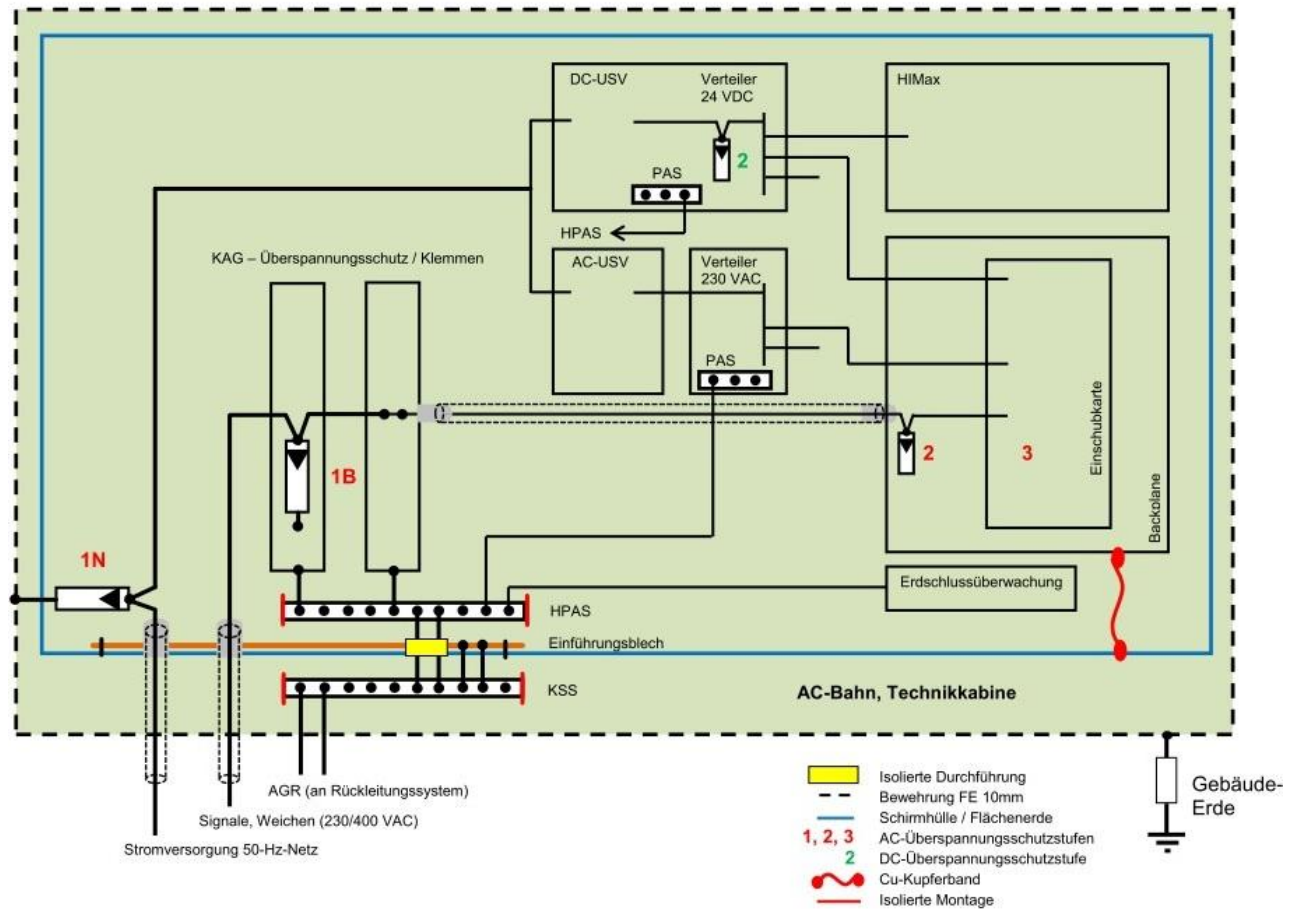 DC-USV
Verteiler
24 VDC
HIMax
2
PAS
HPAS
KAG – Überspannungsschutz / Klemmen
AC-USV
Verteiler
230 VAC
PAS
1B
2
3
Einschubkarte
Backolane
1N
Erdschlussüberwachung
HPAS
Einführungsblech
KSS
AC-Bahn, Technikkabine
AGR (an Rückleitungssystem)
Signale, Weichen (230/400 VAC)
Stromversorgung 50-Hz-Netz
Isolierte Durchführung
Bewehrung FE 10mm
Schirmhülle / Flächenerde
1, 2, 3 AC-Überspannungsschutzstufen
2 DC-Überspannungsschutzstufe
Cu-Kupferband
Isolierte Montage
Gebäude-
Erde